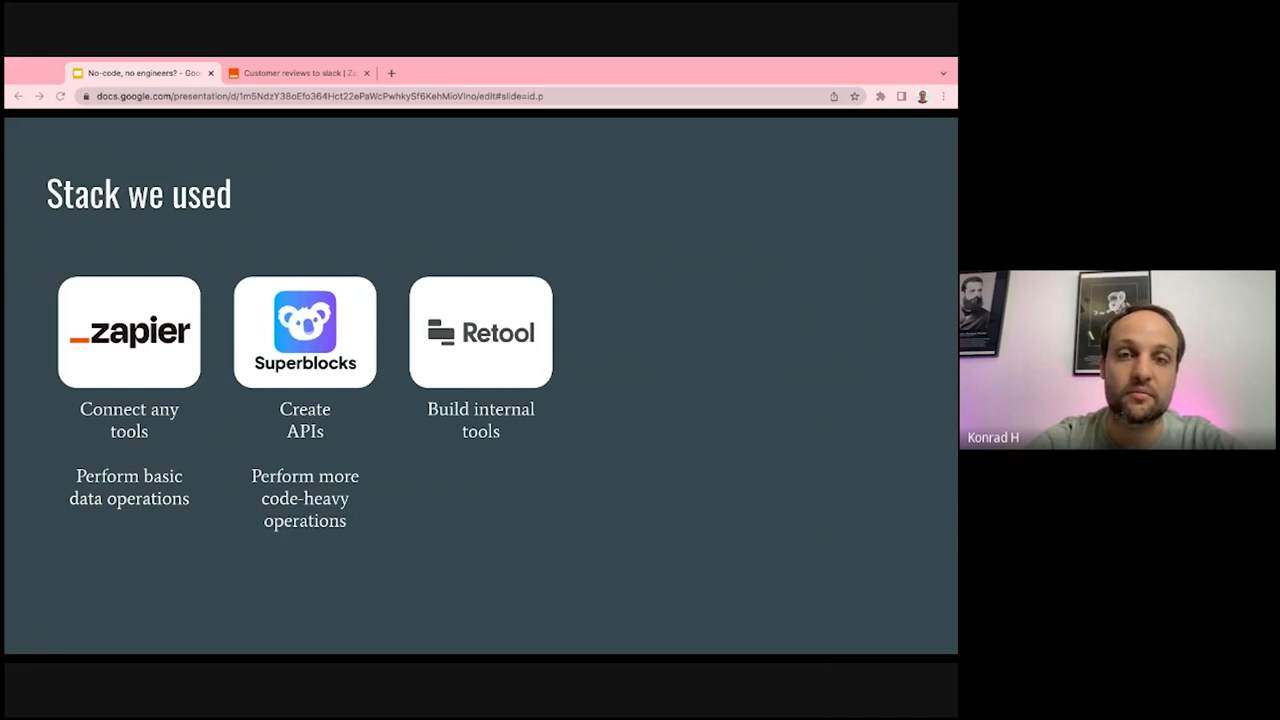 No-code, no engineers? - Goo
Customer reviews to slack | Za
docs.google.com/presentation/d/1m5NdzY38oEfo364Hct22ePaWcPwhkySf6KehMioVIno/edit#slide=id.p
Stack we used
zapier
Superblocks
Retool
Connect any
tools
Create
APIs
Build internal
tools
Perform basic
data operations
Perform more
code-heavy
operations
Konrad H